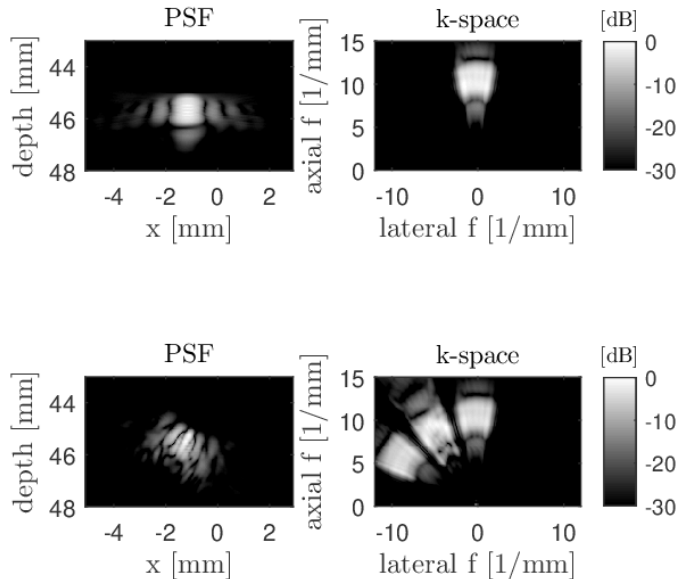 PSF
k-space
[dB]
depth [mm]
44
46
48
-4 -2 0 2
x [mm]
axial f [1/mm]
15
10
5
0
-10 0 10
lateral f [1/mm]
0
-10
-20
-30
PSF
k-space
[dB]
depth [mm]
44
46
48
-4 -2 0 2
x [mm]
axial f [1/mm]
15
10
5
0
-10 0 10
lateral f [1/mm]
0
-10
-20
-30